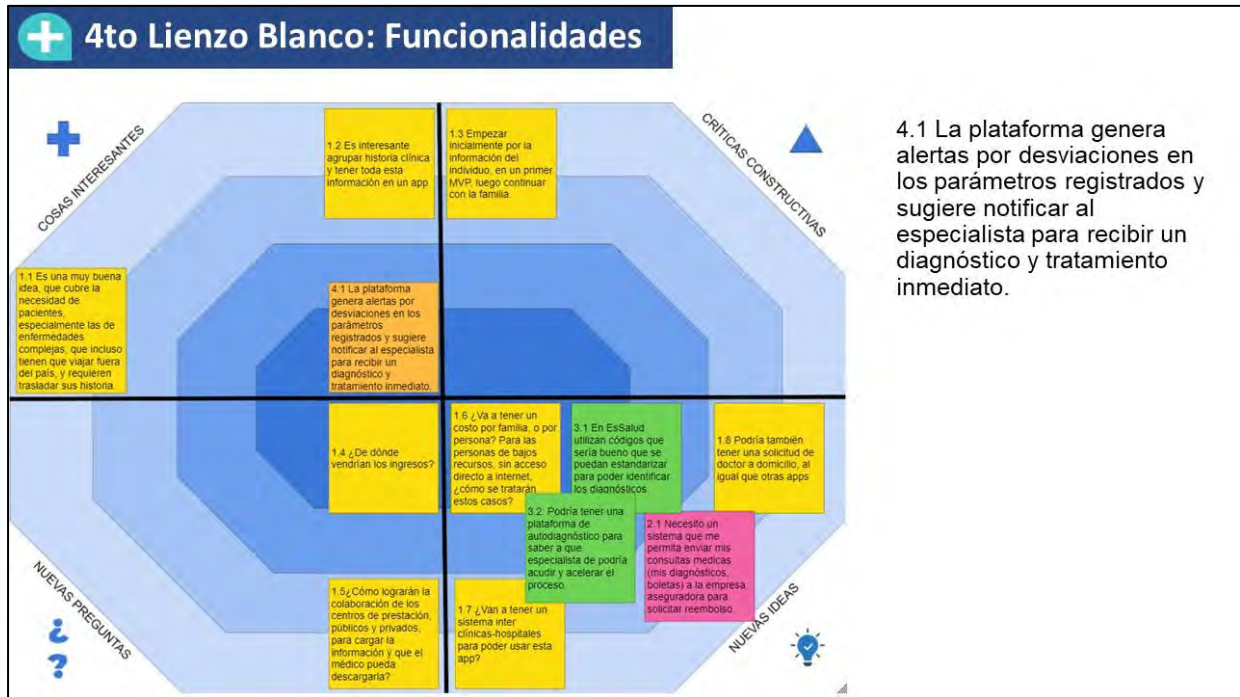 4to Lienzo Blanco: Funcionalidades
COSAS INTERESANTES
1.2 Es interesante
agrupar historia clínica
y tener toda esta
información en un app
1.3 Empezar
inicialmente por la
información del
individuo, en un primer
MVP, luego continuar
con la familia.
CRÍTICAS CONSTRUCTIVAS
4.1 La plataforma genera
alertas por desviaciones en
los parámetros registrados y
sugiere notificar al
especialista para recibir un
diagnóstico y tratamiento
inmediato.
1.1 Es una muy buena
idea, que cubre la
necesidad de
pacientes,
especialmente las de
enfermedades
complejas, que incluso
tienen que viajar fuera
del país, y requieren
trasladar sus historia.
4.1 La plataforma
genera alertas por
desviaciones en los
parámetros
registrados y sugiere
notificar al especialista
para recibir un
diagnóstico y
tratamiento inmediato.
1.4 ¿De dónde
vendrían los ingresos?
1.6 ¿Va a tener un
costo por familia, o por
persona? Para las
personas de bajos
recursos, sin acceso
directo a internet,
¿cómo se tratarán
estos casos?
3.1 En EsSalud
utilizan códigos que
sería bueno que se
puedan estandarizar
para poder identificar
los diagnósticos.
1.8 Podría también
tener una solicitud de
doctor a domicilio, al
igual que otras apps
3.2. Podría tener una
plataforma de
autodiagnóstico para
saber a que
especialista de podría
acudir y acelerar el
proceso.
2.1 Necesito un
sistema que me
permita enviar mis
consultas medicas
(mis diagnósticos,
boletas) a la empresa
aseguradora para
solicitar reembolso.
NUEVAS PREGUNTAS
¿
?
1.5¿Cómo lograrán la
colaboración de los
centros de prestación,
públicos y privados,
para cargar la
información y que el
médico pueda
descargarla?
1.7 ¿Van a tener un
sistema inter
clínicas-hospitales
para poder usar esta
app?
NUEVAS IDEAS